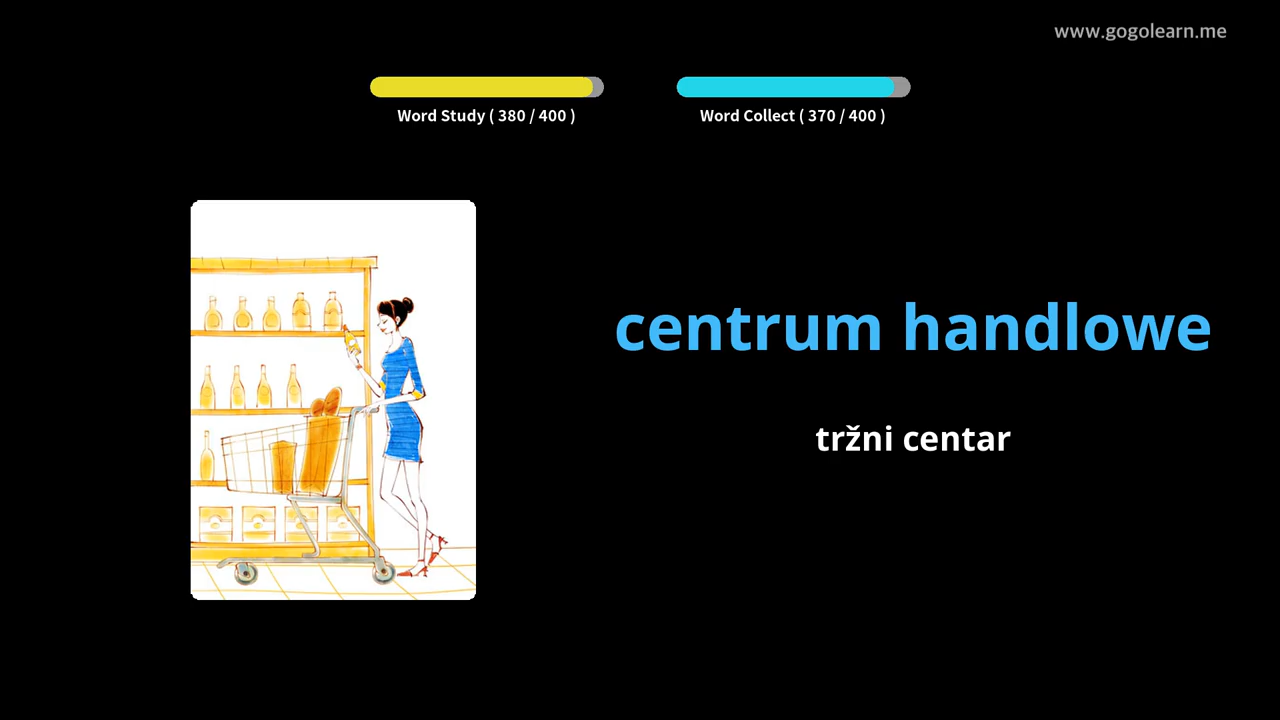 www.gogolearn.me
Word Study ( 380 / 400 )
Word Collect ( 370 / 400 )
centrum handlowe
tržni centar